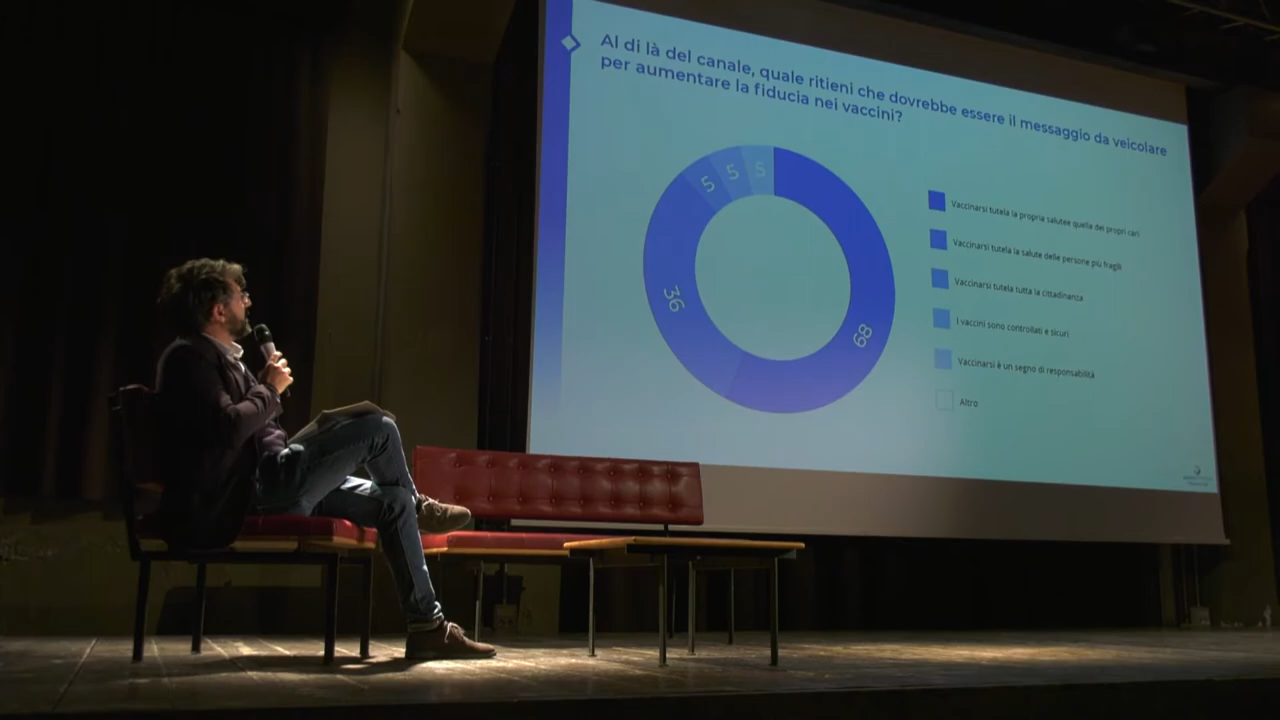 Al di là del canale, quale ritieni che dovrebbe essere il messaggio da veicolare
per aumentare la fiducia nei vaccini?
5 5 5
36
68
Vaccinarsi tutela la propria salutee quella dei propri cari
Vaccinarsi tutela la salute delle persone più fragili
Vaccinarsi tutela tutta la cittadinanza
I vaccini sono controllati e sicuri
Vaccinarsi è un segno di responsabilità
Altro